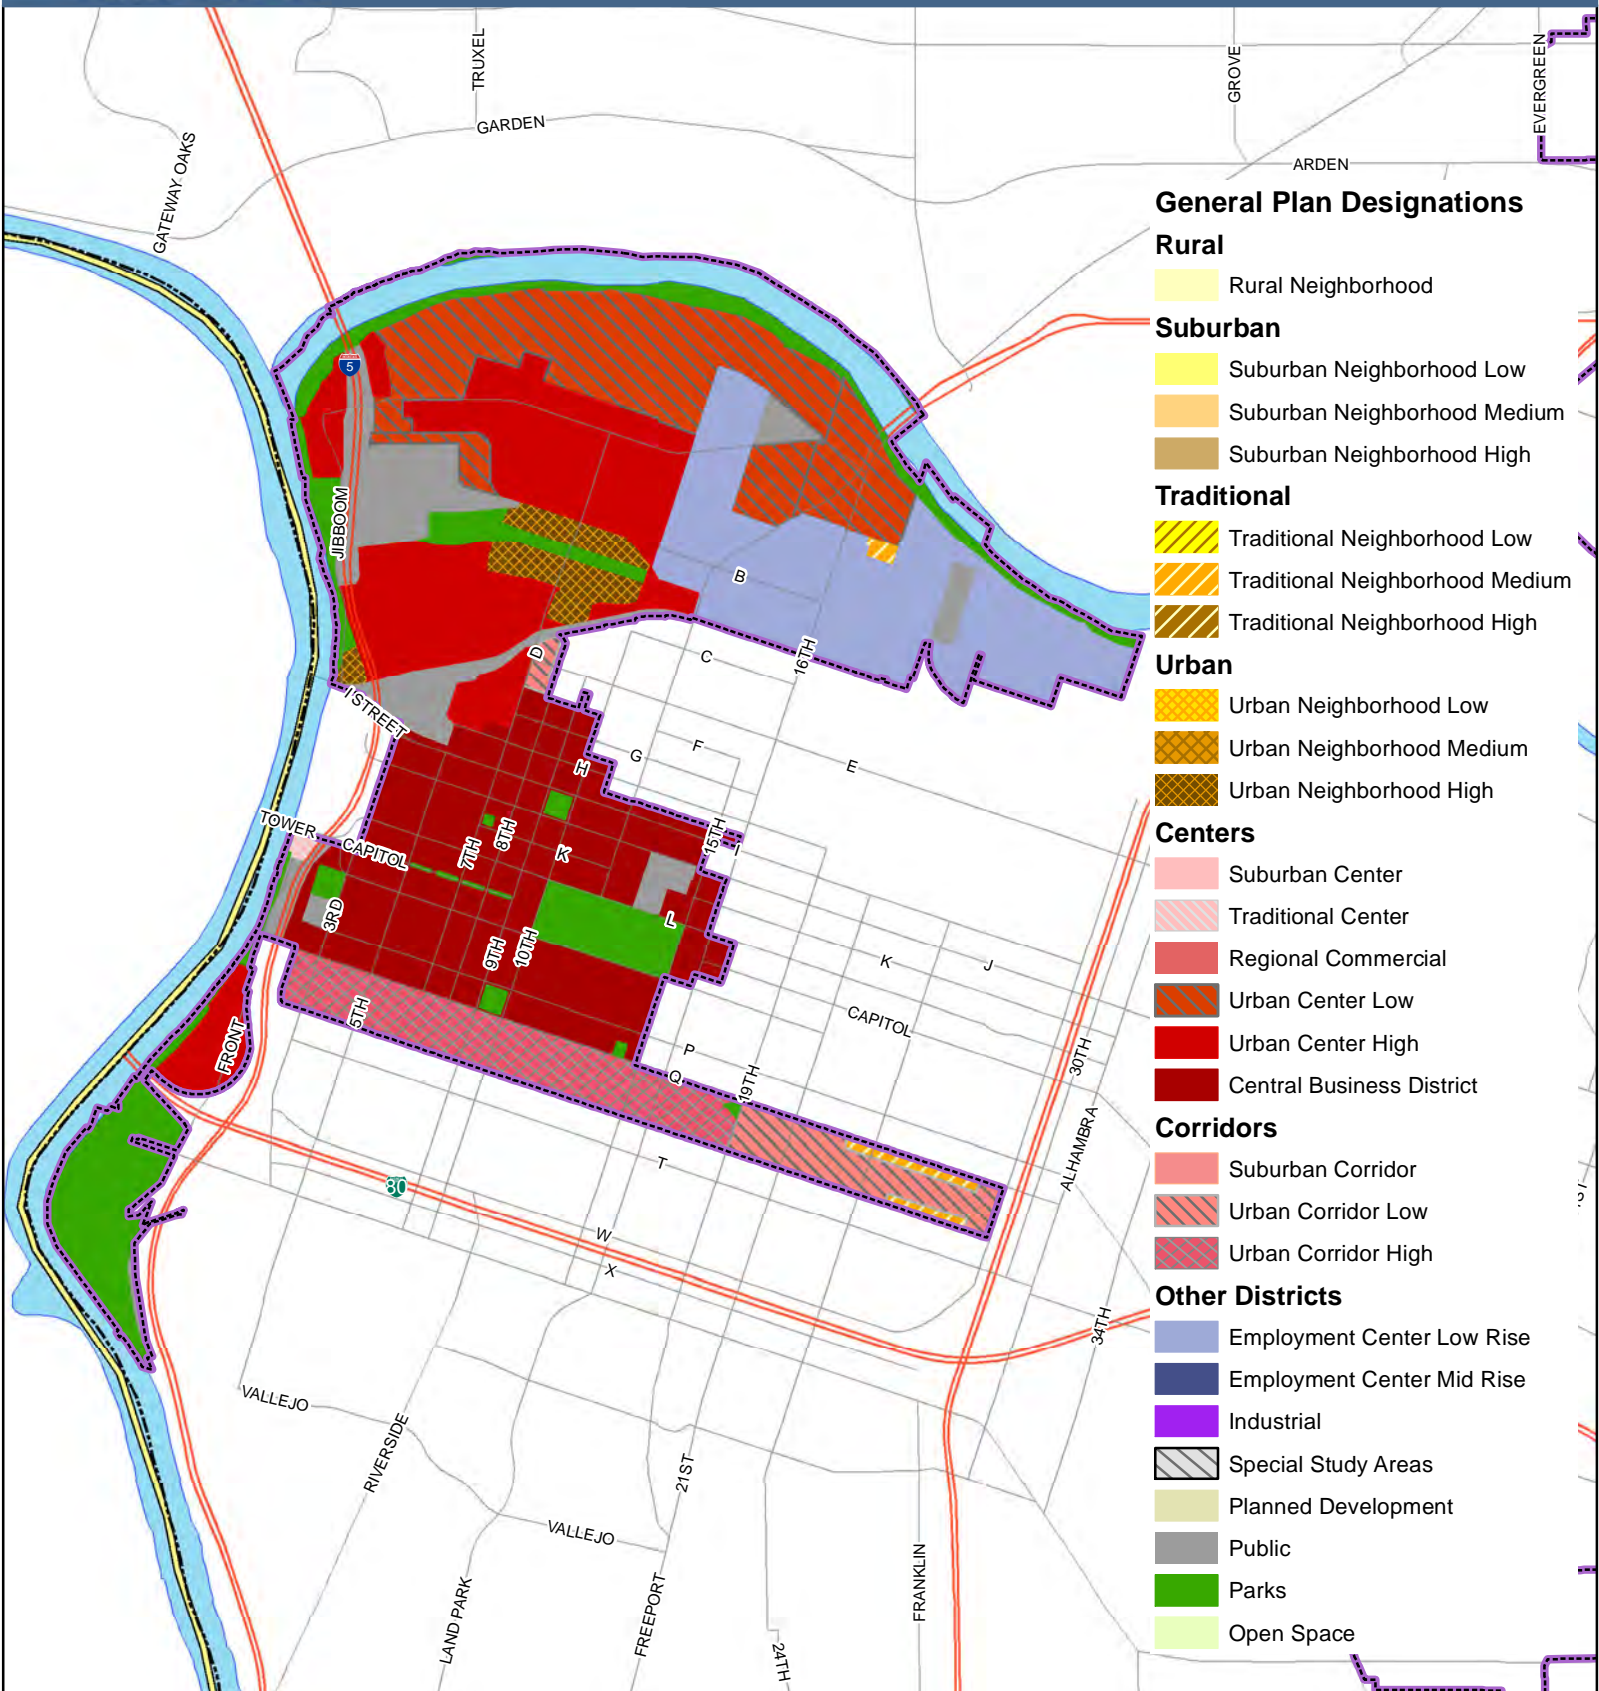 TRUXEL
GROVE
EVERGREEN
GARDEN
GATEWAY OAKS
ARDEN
General Plan Designations
Rural
Rural Neighborhood
Suburban
Suburban Neighborhood Low
Suburban Neighborhood Medium
Suburban Neighborhood High
Traditional
Traditional Neighborhood Low
Traditional Neighborhood Medium
Traditional Neighborhood High
Urban
Urban Neighborhood Low
Urban Neighborhood Medium
Urban Neighborhood High
Centers
Suburban Center
Traditional Center
Regional Commercial
Urban Center Low
Urban Center High
Central Business District
Corridors
Suburban Corridor
Urban Corridor Low
Urban Corridor High
Other Districts
Employment Center Low Rise
Employment Center Mid Rise
Industrial
Special Study Areas
Planned Development
Public
Parks
Open Space
5
JIBBOOM
B
C
16TH
D
I STREET
F
G
E
H
TOWER
CAPITOL
7TH
8TH
K
15TH
I
3RD
L
9TH
10TH
K
J
5TH
CAPITOL
FRONT
P
Q
19TH
30TH
ALHAMBRA
T
80
W
X
34TH
VALLEJO
RIVERSIDE
21ST
VALLEJO
LAND PARK
FREEPORT
24TH
FRANKLIN